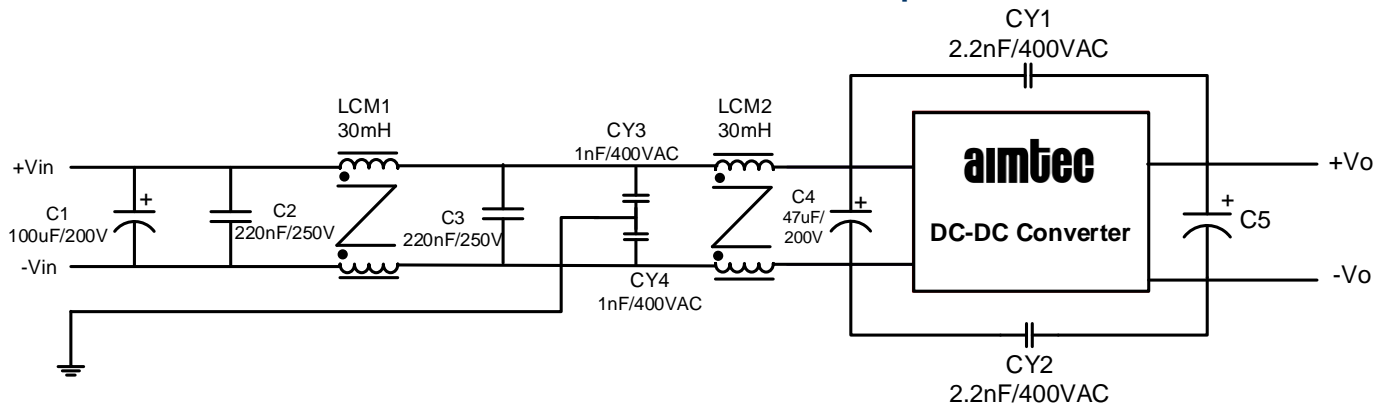 CY1
2.2nF/400VAC
LCM1
30mH
CY3
1nF/400VAC
LCM2
30mH
+Vin
C1
100uF/200V
+
C2
220nF/250V
C3
220nF/250V
C4
47uF/
200V
+
aimtec
DC-DC Converter
+Vo
+
C5
-Vin
-Vo
CY4
1nF/400VAC
CY2
2.2nF/400VAC